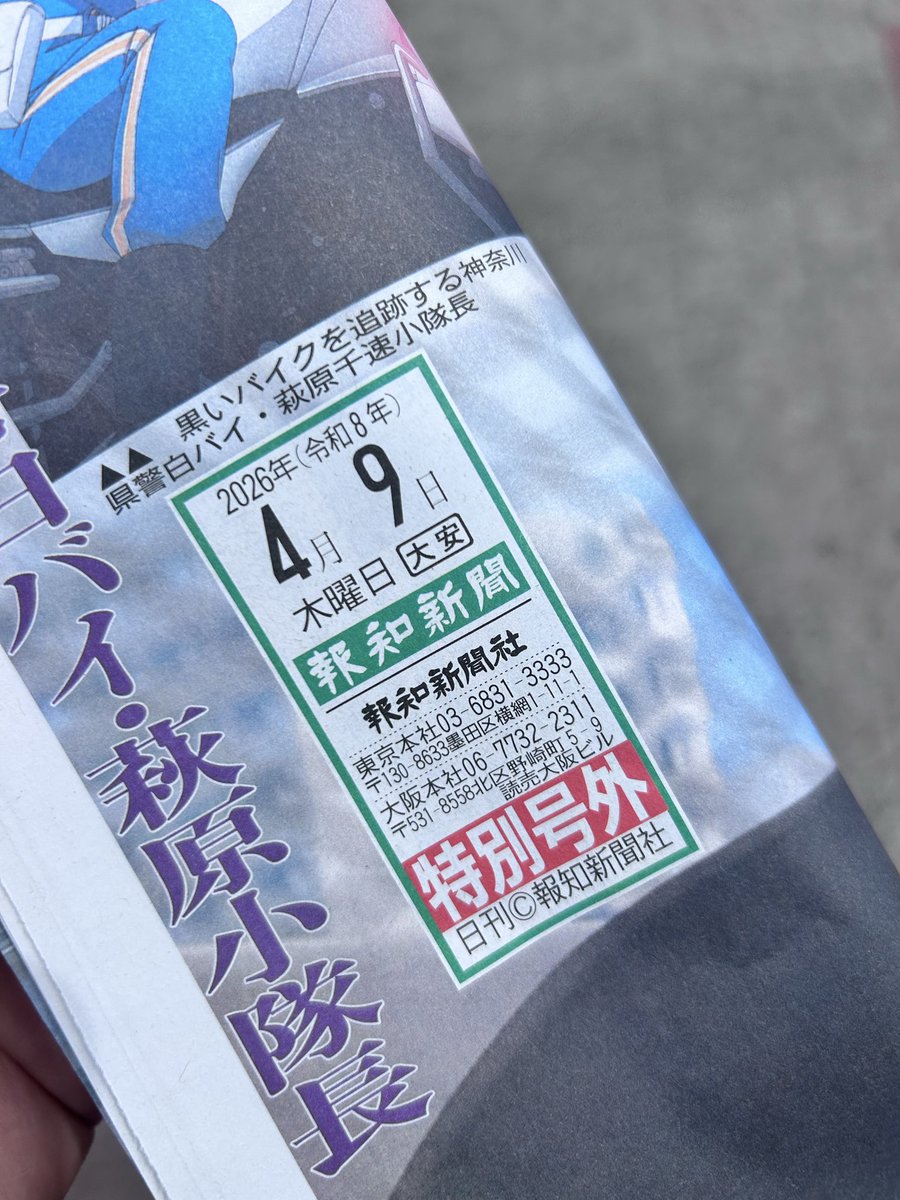 黒いバイクを追跡する神奈川
県警白バイ・萩原千速小隊長
2026年(令和8年)
4月9日
木曜日 大安
報知新聞
報知新聞社
東京本社03-6831-3333
〒130-8633墨田区横網1-11-1
大阪本社06-7732-2311
〒531-8558北区野崎町5-9
読売大阪ビル
特別号外
日刊©報知新聞社
白バイ・萩原小隊長